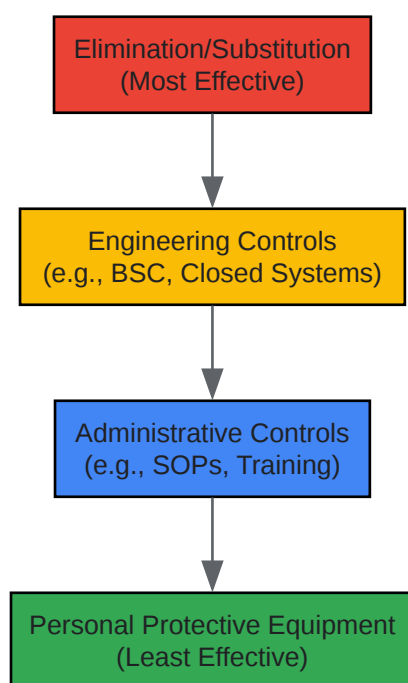 Elimination/Substitution
(Most Effective)
Engineering Controls
(e.g., BSC, Closed Systems)
Administrative Controls
(e.g., SOPs, Training)
Personal Protective Equipment
(Least Effective)